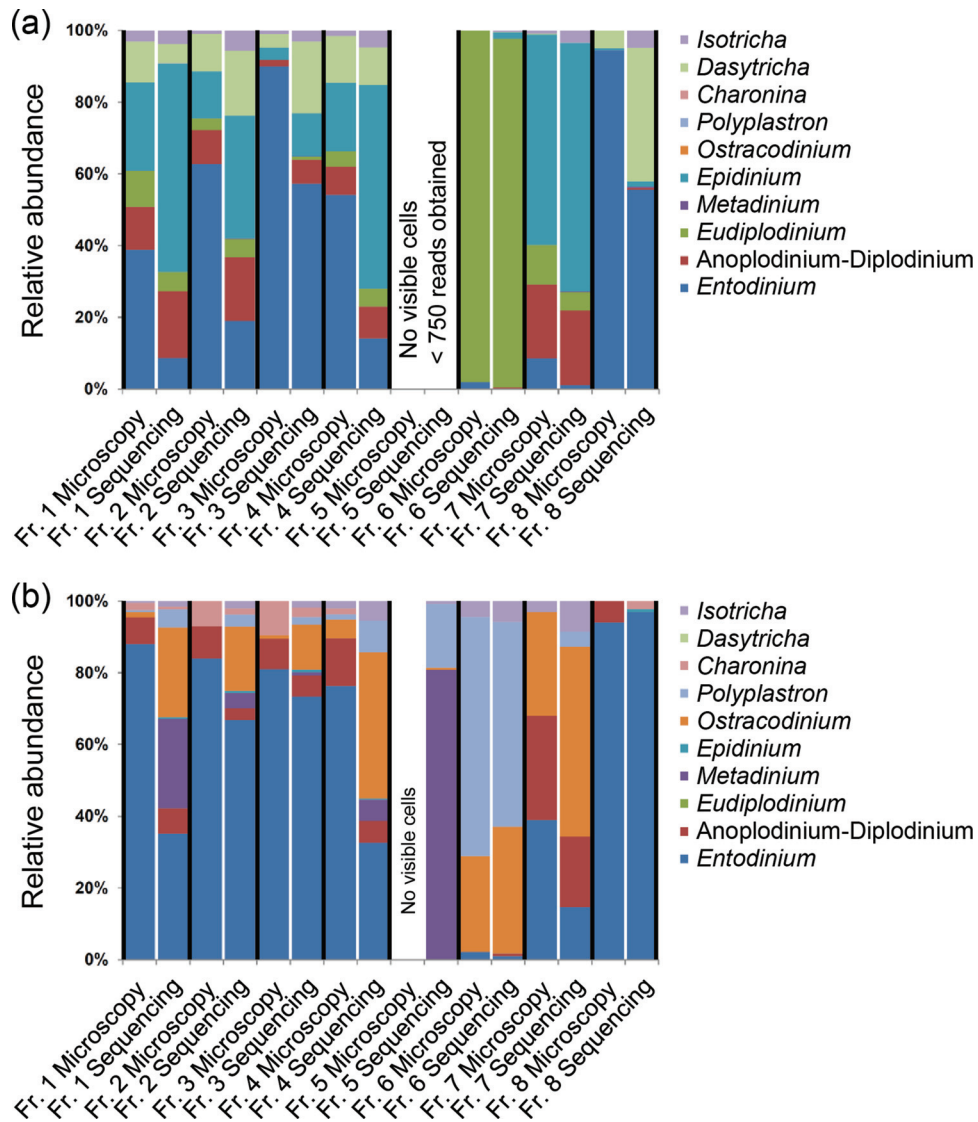 (a)
Relative abundance
100%
80%
60%
40%
20%
0%
No visible cells
< 750 reads obtained
Isotricha
Dasytricha
Charonina
Polyplastron
Ostracodinium
Epidinium
Metadinium
Eudiplodinium
Anoplodinium-Diplodinium
Entodinium
Fr. 1 Microscopy
Fr. 1 Sequencing
Fr. 2 Microscopy
Fr. 2 Sequencing
Fr. 3 Microscopy
Fr. 3 Sequencing
Fr. 4 Microscopy
Fr. 4 Sequencing
Fr. 5 Microscopy
Fr. 5 Sequencing
Fr. 6 Microscopy
Fr. 6 Sequencing
Fr. 7 Microscopy
Fr. 7 Sequencing
Fr. 8 Microscopy
Fr. 8 Sequencing
(b)
Relative abundance
100%
80%
60%
40%
20%
0%
No visible cells
Isotricha
Dasytricha
Charonina
Polyplastron
Ostracodinium
Epidinium
Metadinium
Eudiplodinium
Anoplodinium-Diplodinium
Entodinium
Fr. 1 Microscopy
Fr. 1 Sequencing
Fr. 2 Microscopy
Fr. 2 Sequencing
Fr. 3 Microscopy
Fr. 3 Sequencing
Fr. 4 Microscopy
Fr. 4 Sequencing
Fr. 5 Microscopy
Fr. 5 Sequencing
Fr. 6 Microscopy
Fr. 6 Sequencing
Fr. 7 Microscopy
Fr. 7 Sequencing
Fr. 8 Microscopy
Fr. 8 Sequencing